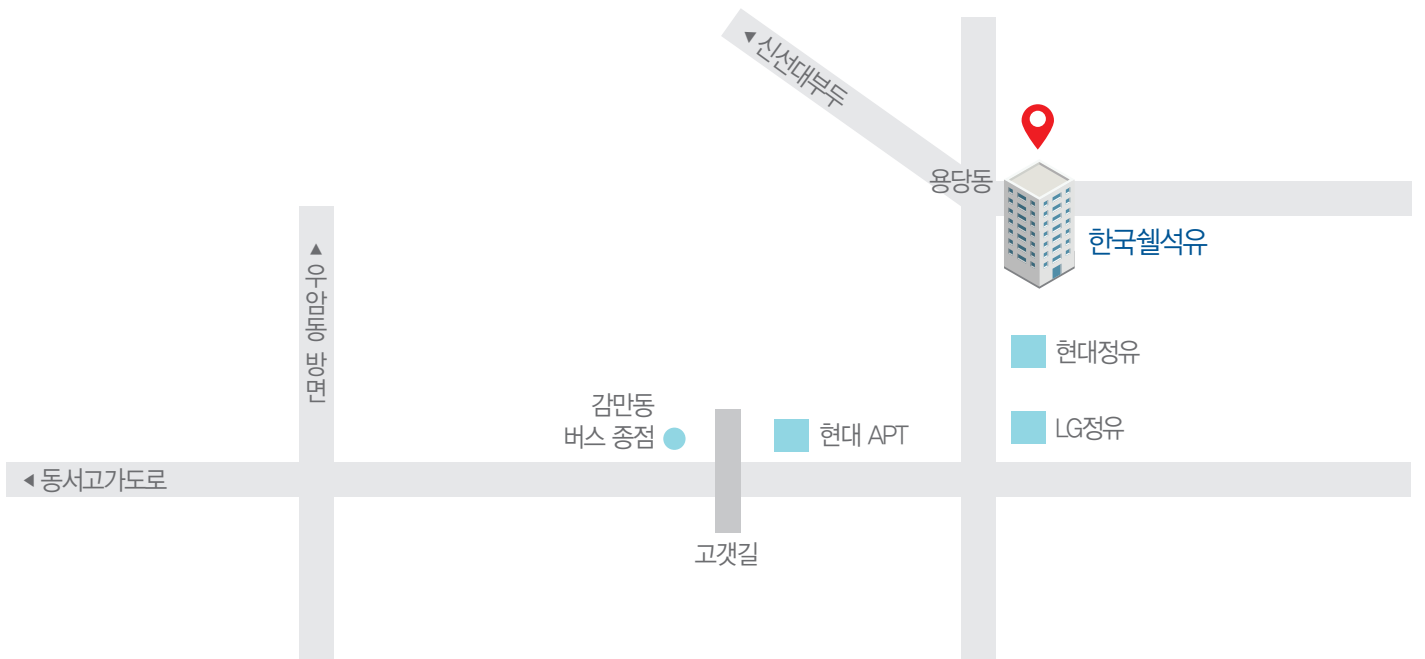 ◀ 신선대부두
용당동
한국쉘석유
▲ 우암동 방면
현대정유
감만동
버스 종점
현대 APT
LG정유
◀ 동서고가도로
고갯길